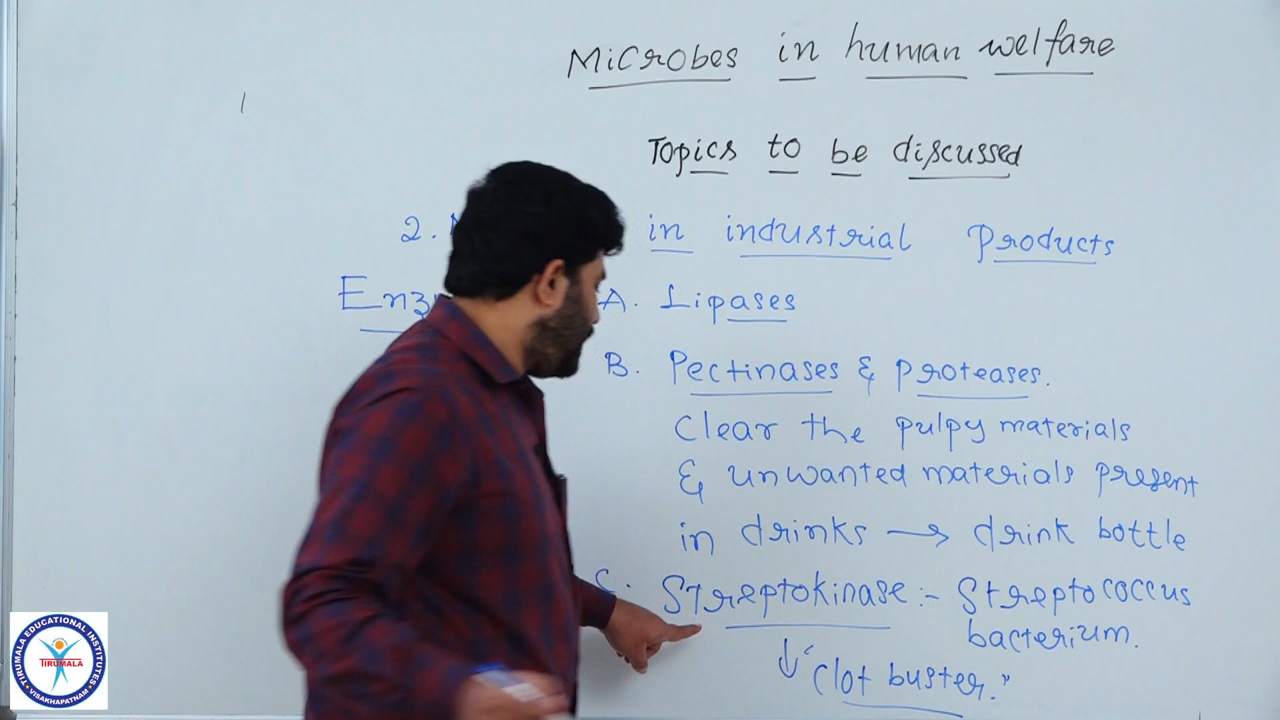 Microbes in human welfare
Topics to be discussed
2. in industrial Products
A. Lipases
B. Pectinases & proteases.
Clear the pulpy materials
& unwanted materials present
in drinks → drink bottle
C. Streptokinase :- Streptococcus
bacterium.
↓ "Clot buster."
TIRUMALA EDUCATIONAL INSTITUTES
TIRUMALA
VISAKHAPATNAM